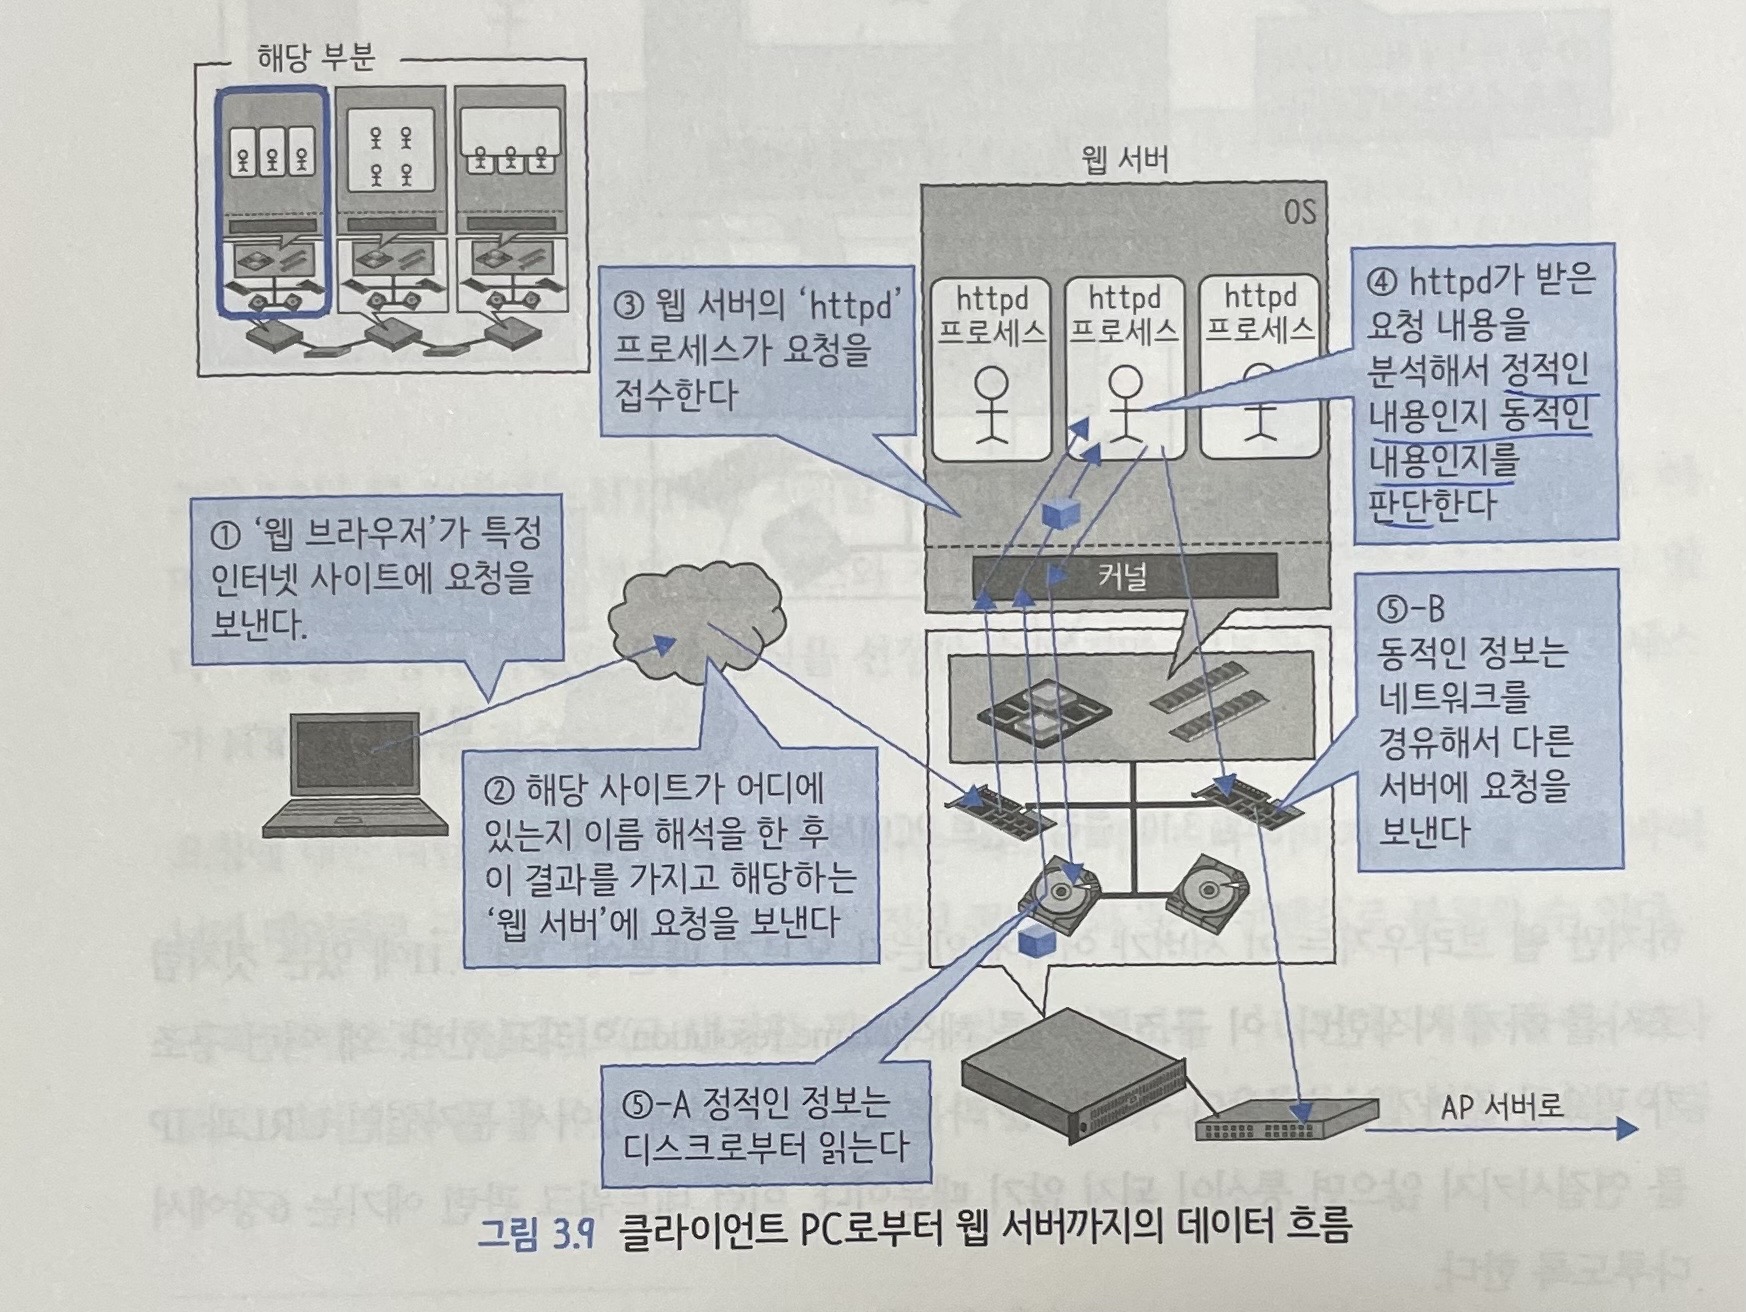 해당 부분
웹 서버
OS
httpd
프로세스
httpd
프로세스
httpd
프로세스
커널
① ‘웹 브라우저’가 특정
인터넷 사이트에 요청을
보낸다.
② 해당 사이트가 어디에
있는지 이름 해석을 한 후
이 결과를 가지고 해당하는
‘웹 서버’에 요청을 보낸다
③ 웹 서버의 ‘httpd’
프로세스가 요청을
접수한다
④ httpd가 받은
요청 내용을
분석해서 정적인
내용인지 동적인
내용인지를
판단한다
⑤-A 정적인 정보는
디스크로부터 읽는다
⑤-B
동적인 정보는
네트워크를
경유해서 다른
서버에 요청을
보낸다
AP 서버로
그림 3.9 클라이언트 PC로부터 웹 서버까지의 데이터 흐름